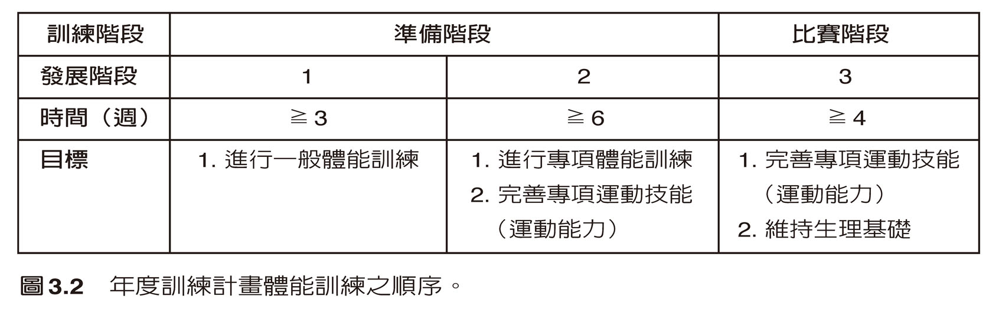 訓練階段 準備階段 比賽階段
發展階段 1 2 3
時間（週） ≧ 3 ≧ 6 ≧ 4
目標 1. 進行一般體能訓練 1. 進行專項體能訓練 1. 完善專項運動技能
2. 完善專項運動技能 （運動能力）
（運動能力） 2. 維持生理基礎
圖 3.2 年度訓練計畫體能訓練之順序。